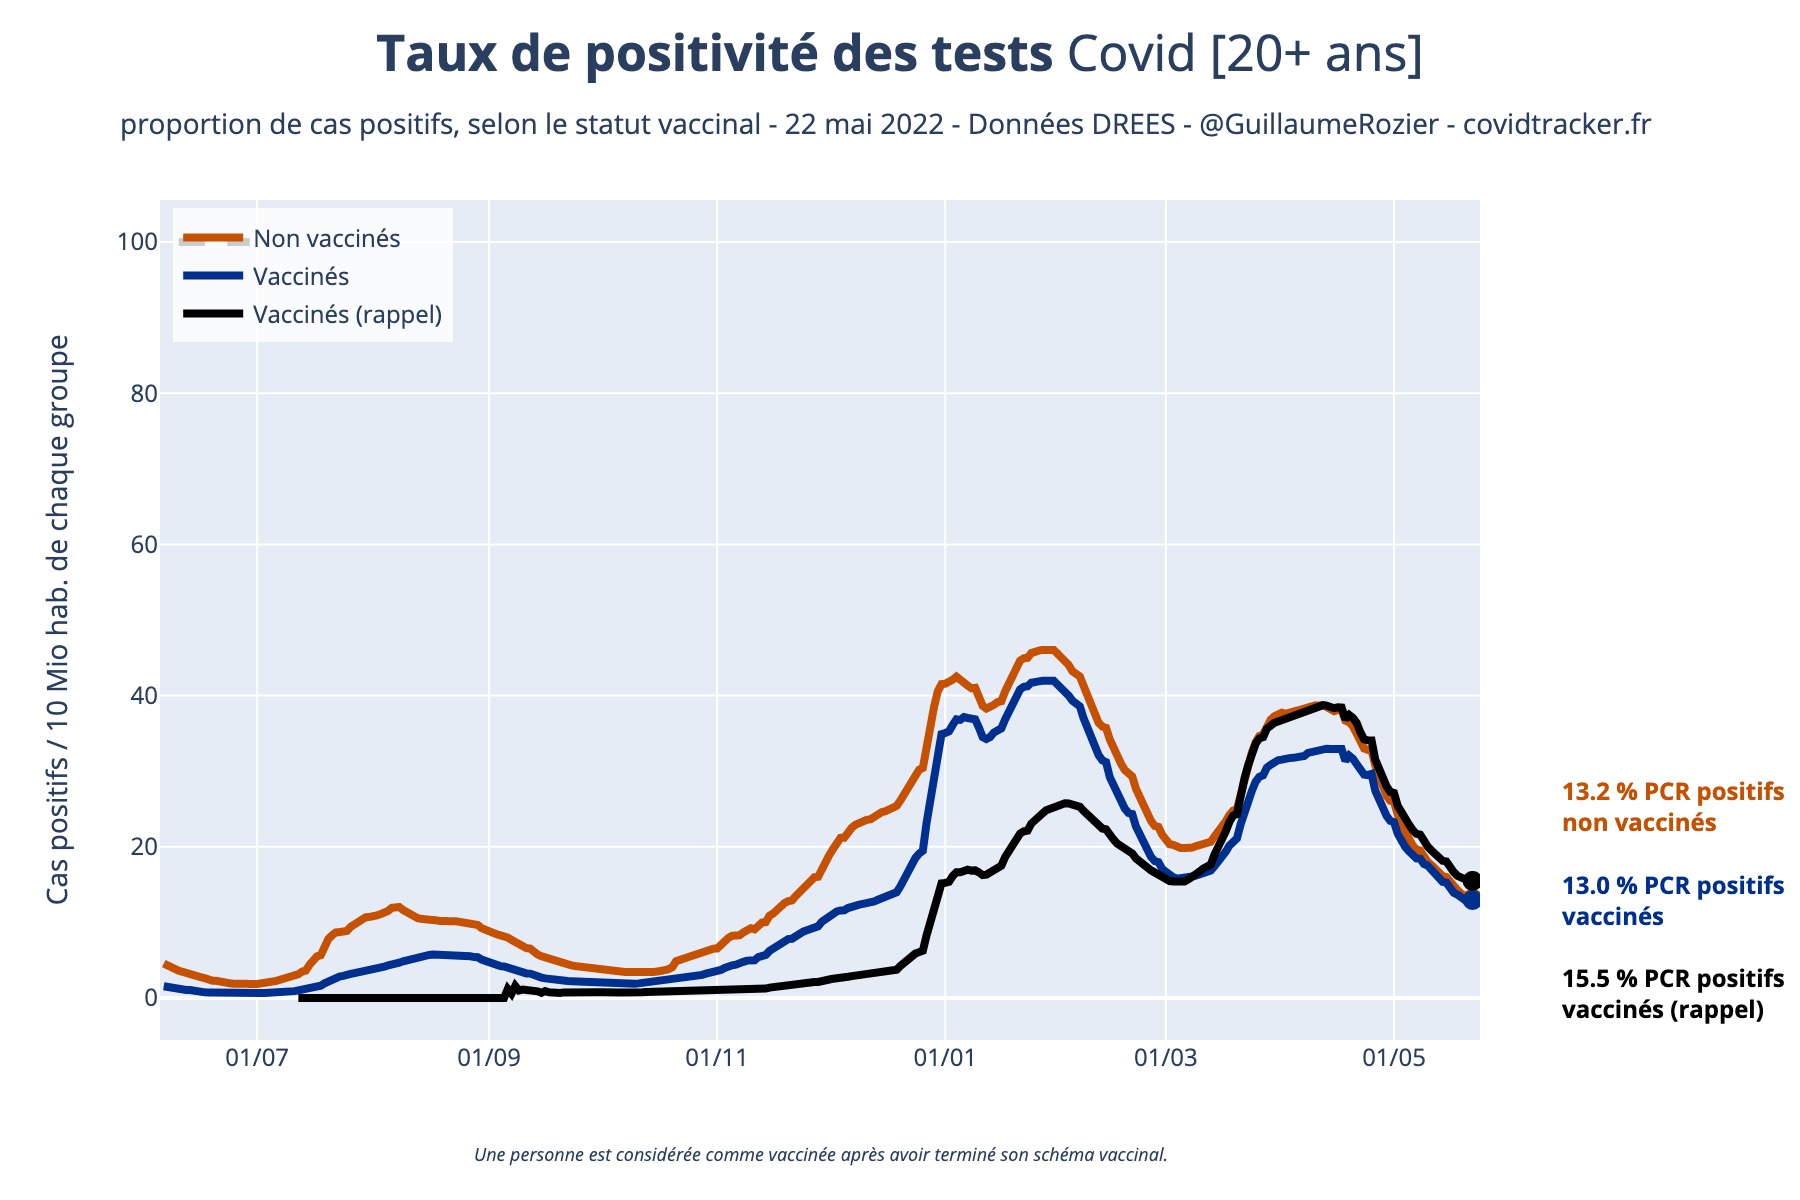 Taux de positivité des tests Covid [20+ ans]
proportion de cas positifs, selon le statut vaccinal - 22 mai 2022 - Données DREES - @GuillaumeRozier - covidtracker.fr
Cas positifs / 10 Mio hab. de chaque groupe
100
80
60
40
20
0
Non vaccinés
Vaccinés
Vaccinés (rappel)
13.2 % PCR positifs
non vaccinés
13.0 % PCR positifs
vaccinés
15.5 % PCR positifs
vaccinés (rappel)
01/07
01/09
01/11
01/01
01/03
01/05
Une personne est considérée comme vaccinée après avoir terminé son schéma vaccinal.